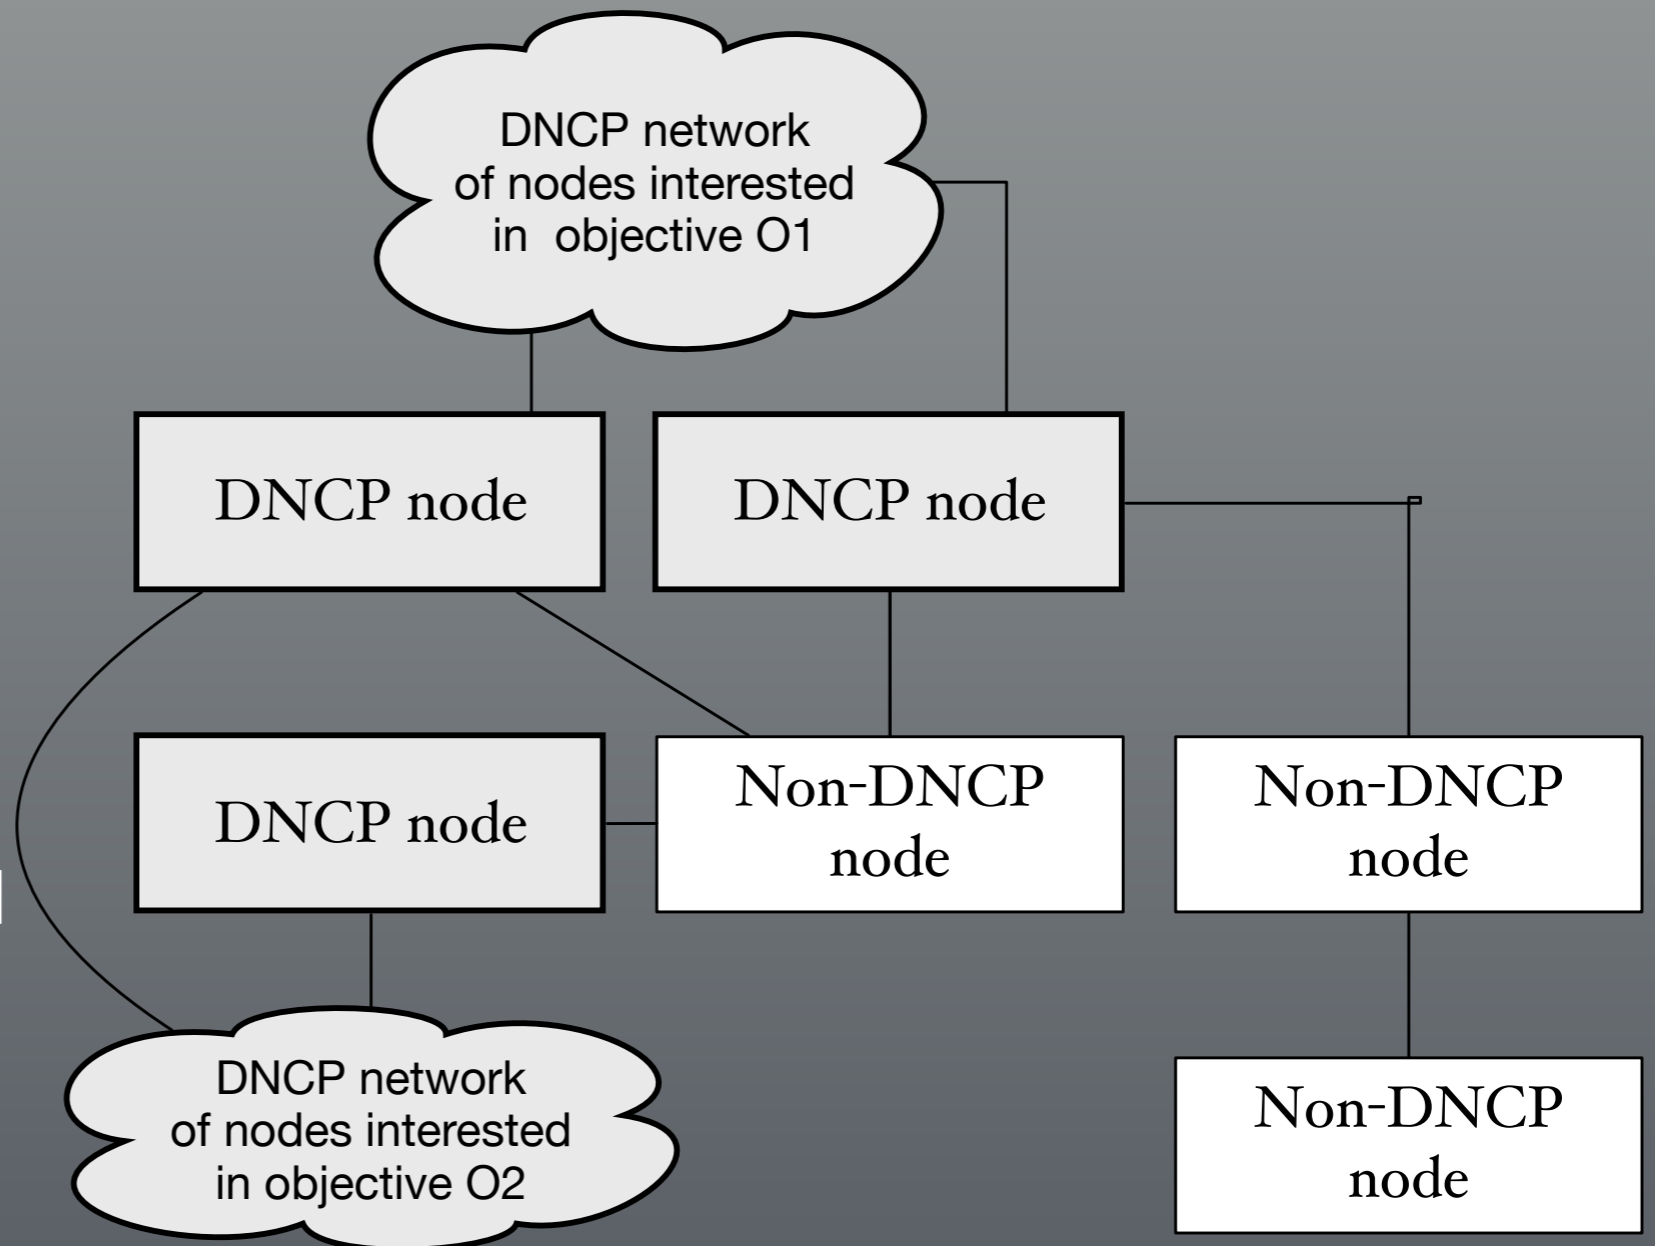 DNCP network
of nodes interested
in objective O1
DNCP node
DNCP node
DNCP node
Non-DNCP
node
Non-DNCP
node
DNCP network
of nodes interested
in objective O2
Non-DNCP
node